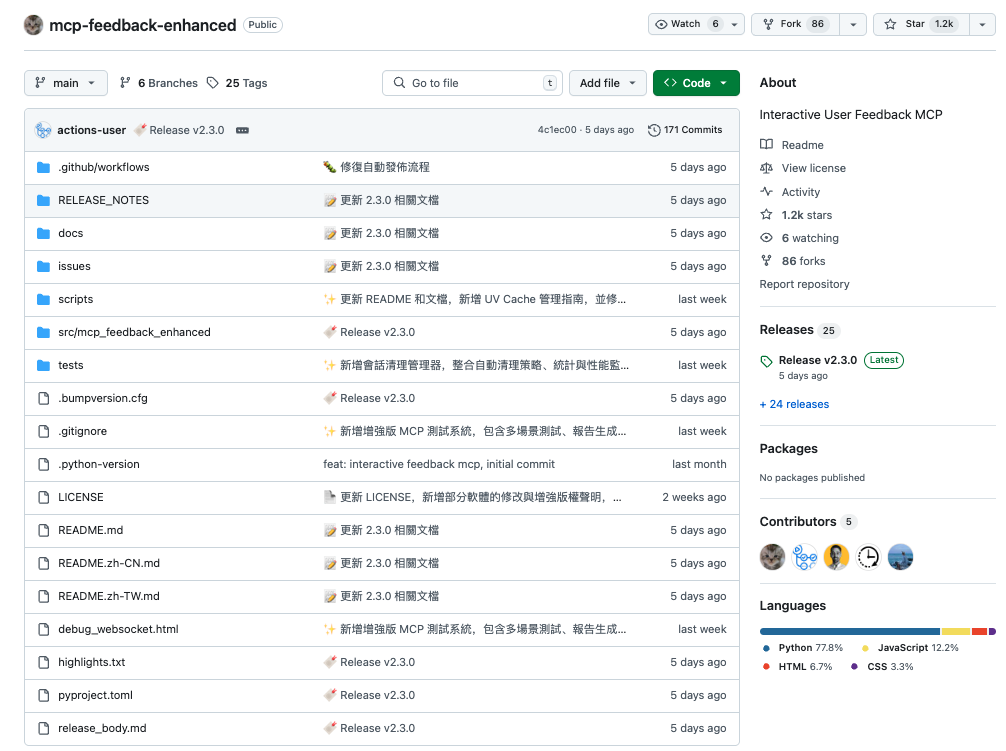 mcp-feedback-enhanced Public
Watch 6 Fork 86 Star 1.2k
main 6 Branches 25 Tags Go to file t Add file Code
actions-user Release v2.3.0 4c1ec00 · 5 days ago 171 Commits
.github/workflows 修復自動發佈流程 5 days ago
RELEASE_NOTES 更新 2.3.0 相關文檔 5 days ago
docs 更新 2.3.0 相關文檔 5 days ago
issues 更新 2.3.0 相關文檔 5 days ago
scripts ✨ 更新 README 和文檔，新增 UV Cache 管理指南，並修... last week
src/mcp_feedback_enhanced Release v2.3.0 5 days ago
tests ✨ 新增會話清理管理器，整合自動清理策略、統計與性能監... last week
.bumpversion.cfg Release v2.3.0 5 days ago
.gitignore ✨ 新增增強版 MCP 測試系統，包含多場景測試、報告生成... last week
.python-version feat: interactive feedback mcp, initial commit last month
LICENSE 更新 LICENSE，新增部分軟體的修改與增強版權聲明，... 2 weeks ago
README.md 更新 2.3.0 相關文檔 5 days ago
README.zh-CN.md 更新 2.3.0 相關文檔 5 days ago
README.zh-TW.md 更新 2.3.0 相關文檔 5 days ago
debug_websocket.html ✨ 新增增強版 MCP 測試系統，包含多場景測試、報告生成... last week
highlights.txt Release v2.3.0 5 days ago
pyproject.toml Release v2.3.0 5 days ago
release_body.md Release v2.3.0 5 days ago
About
Interactive User Feedback MCP
Readme
View license
Activity
1.2k stars
6 watching
86 forks
Report repository
Releases 25
Release v2.3.0 Latest
5 days ago
+ 24 releases
Packages
No packages published
Contributors 5
Languages
Python 77.8% JavaScript 12.2%
HTML 6.7% CSS 3.3%